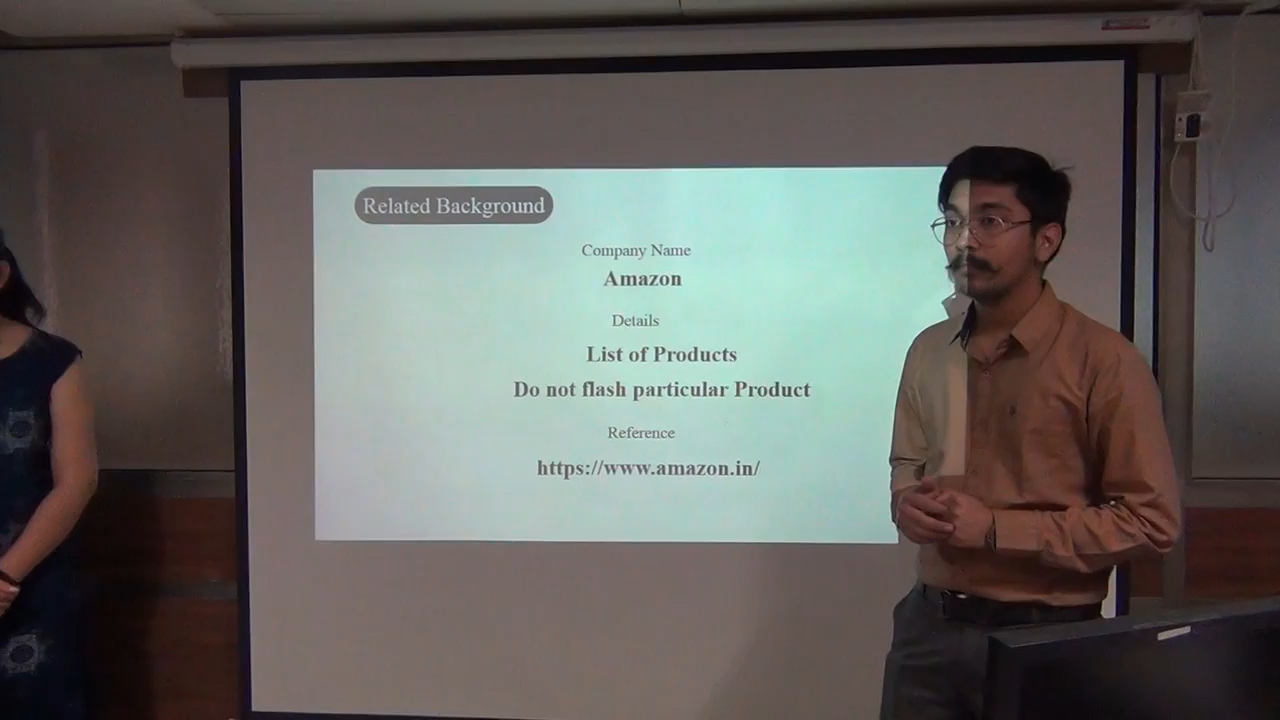 Related Background
Company Name
Amazon
Details
List of Products
Do not flash particular Product
Reference
https://www.amazon.in/